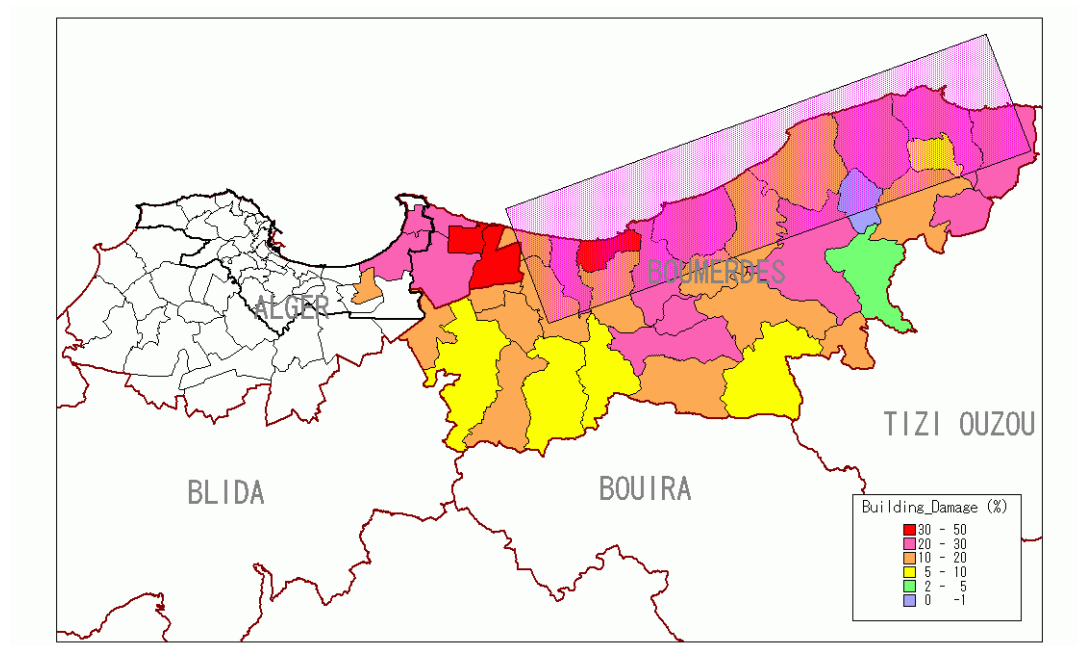 BOUMERDES
ALGER
TIZI OUZOU
BLIDA
BOUIRA
Building_Damage (%)
30 - 50
20 - 30
10 - 20
5 - 10
2 - 5
0 -1